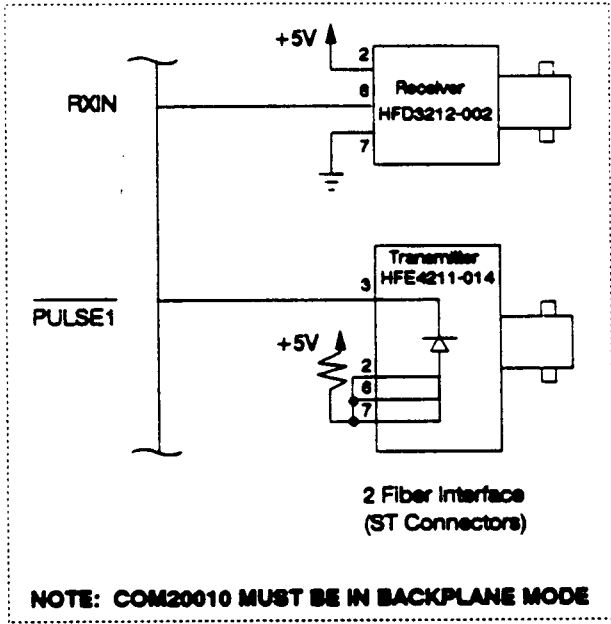 +5V
2
Receiver
HFD3212-002
6
RXIN
7
Transmitter
HFE4211-014
3
PULSE1
+5V
2
6
7
2 Fiber Interface
(ST Connectors)
NOTE: COM20010 MUST BE IN BACKPLANE MODE